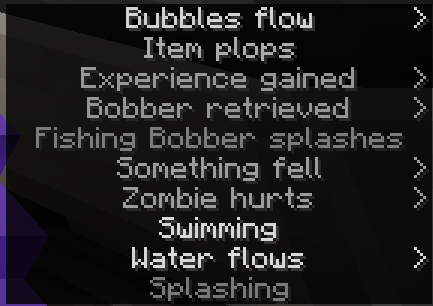 Bubbles flow >
Item plops
Experience gained >
Bobber retrieved >
Fishing Bobber splashes
Something fell >
Zombie hurts >
Swimming
Water flows >
Splashing